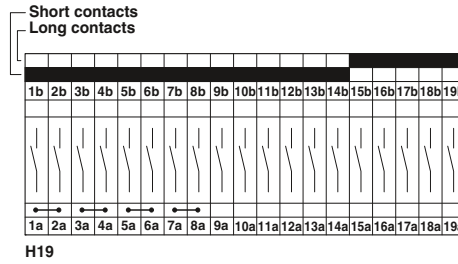 Short contacts
Long contacts
1b 2b 3b 4b 5b 6b 7b 8b 9b 10b 11b 12b 13b 14b 15b 16b 17b 18b
1a 2a 3a 4a 5a 6a 7a 8a 9a 10a 11a 12a 13a 14a 15a 16a 17a 18a
H19